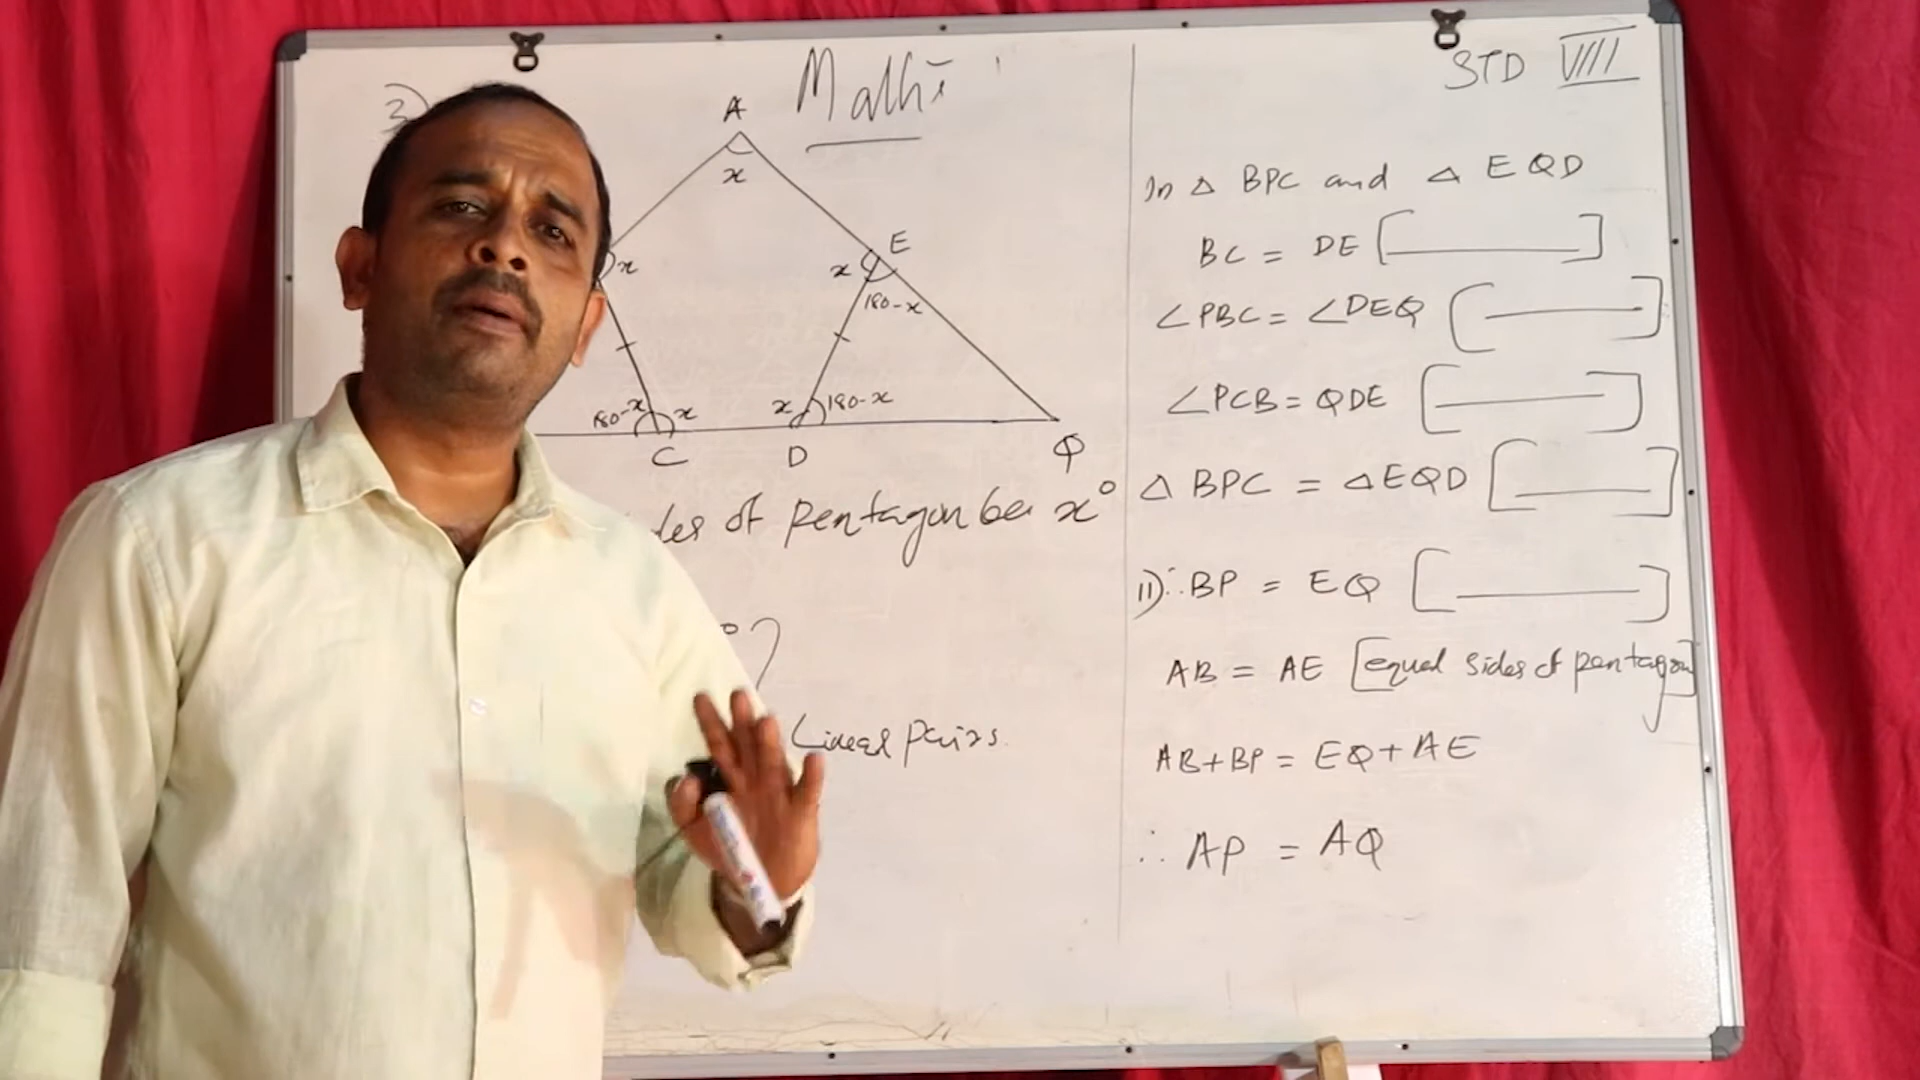 3)
Maths
STD VIII
A
x
E
x
x
180-x
180-x
x
x
180-x
C
D
Q
of pentagon be x°
Linear pairs.
In △ BPC and △ EQD
BC = DE [ ]
∠PBC = ∠DEQ [ ]
∠PCB = QDE [ ]
△ BPC = △EQD [ ]
ii) ∴ BP = EQ [ ]
AB = AE [equal sides of pentagon]
AB+BP = EQ+AE
∴ AP = AQ